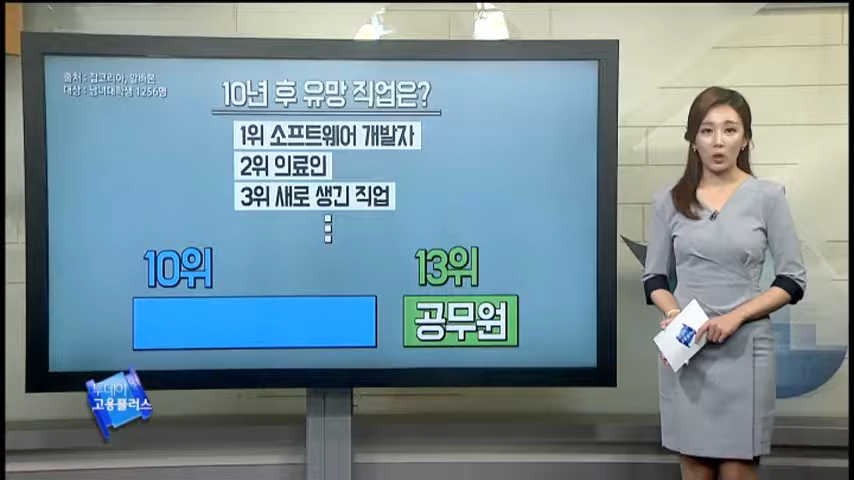 출처 : 잡코리아, 알바몬
대상 : 남녀대학생 1256명
10년 후 유망 직업은?
1위 소프트웨어 개발자
2위 의료인
3위 새로 생긴 직업
10위
13위
공무원
투데이
고용플러스